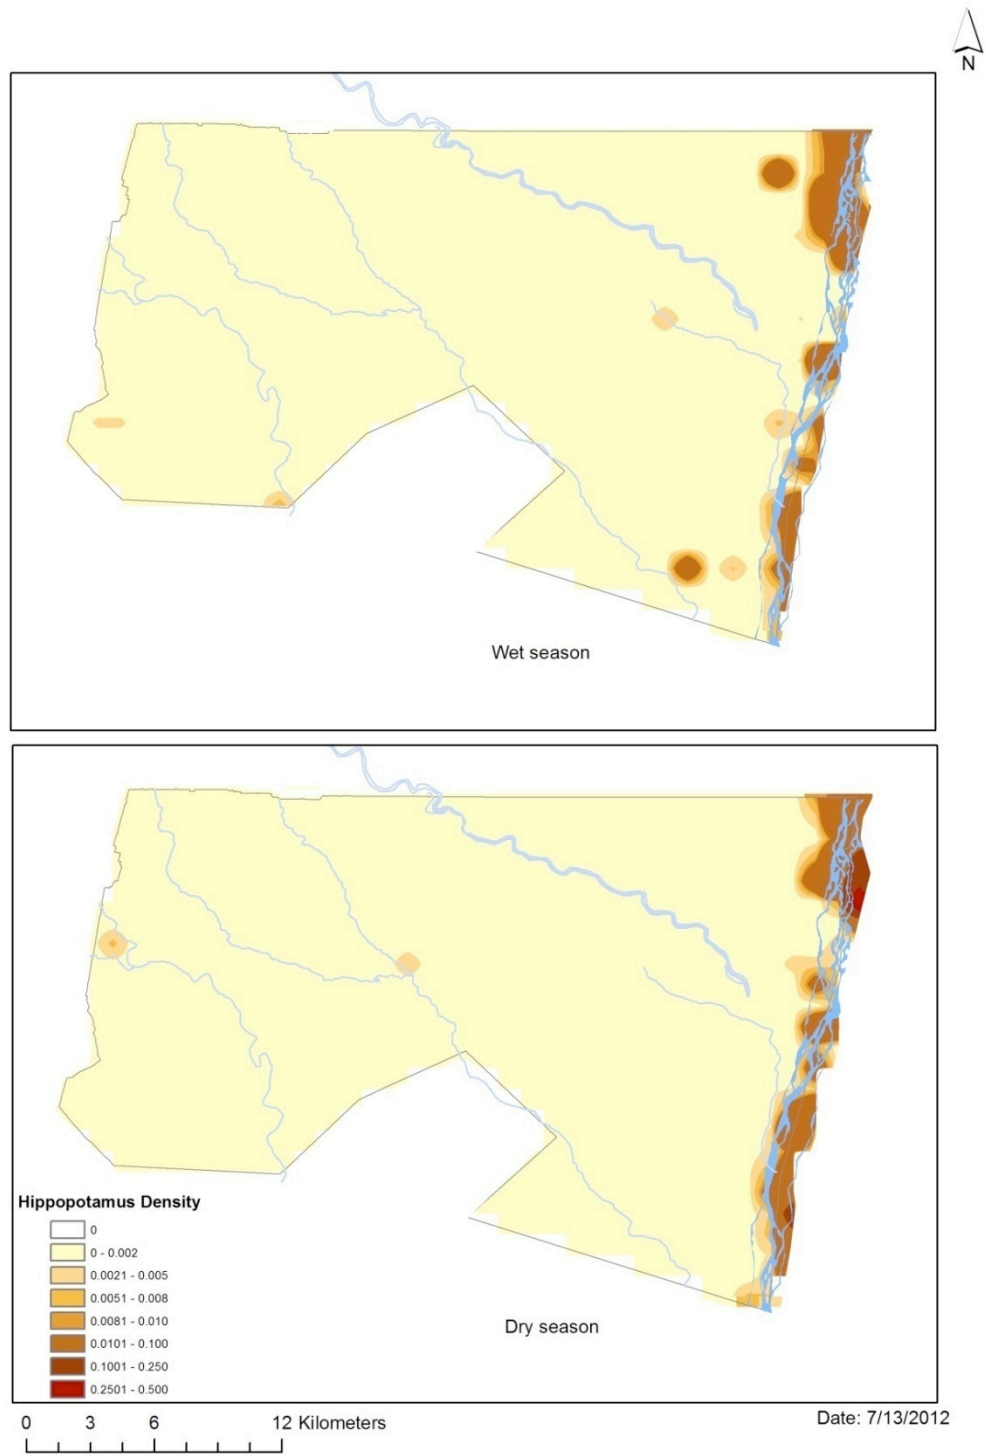 N
Wet season
Hippopotamus Density
0
0 - 0.002
0.0021 - 0.005
0.0051 - 0.008
0.0081 - 0.010
0.0101 - 0.100
0.1001 - 0.250
0.2501 - 0.500
Dry season
0 3 6 12 Kilometers
Date: 7/13/2012